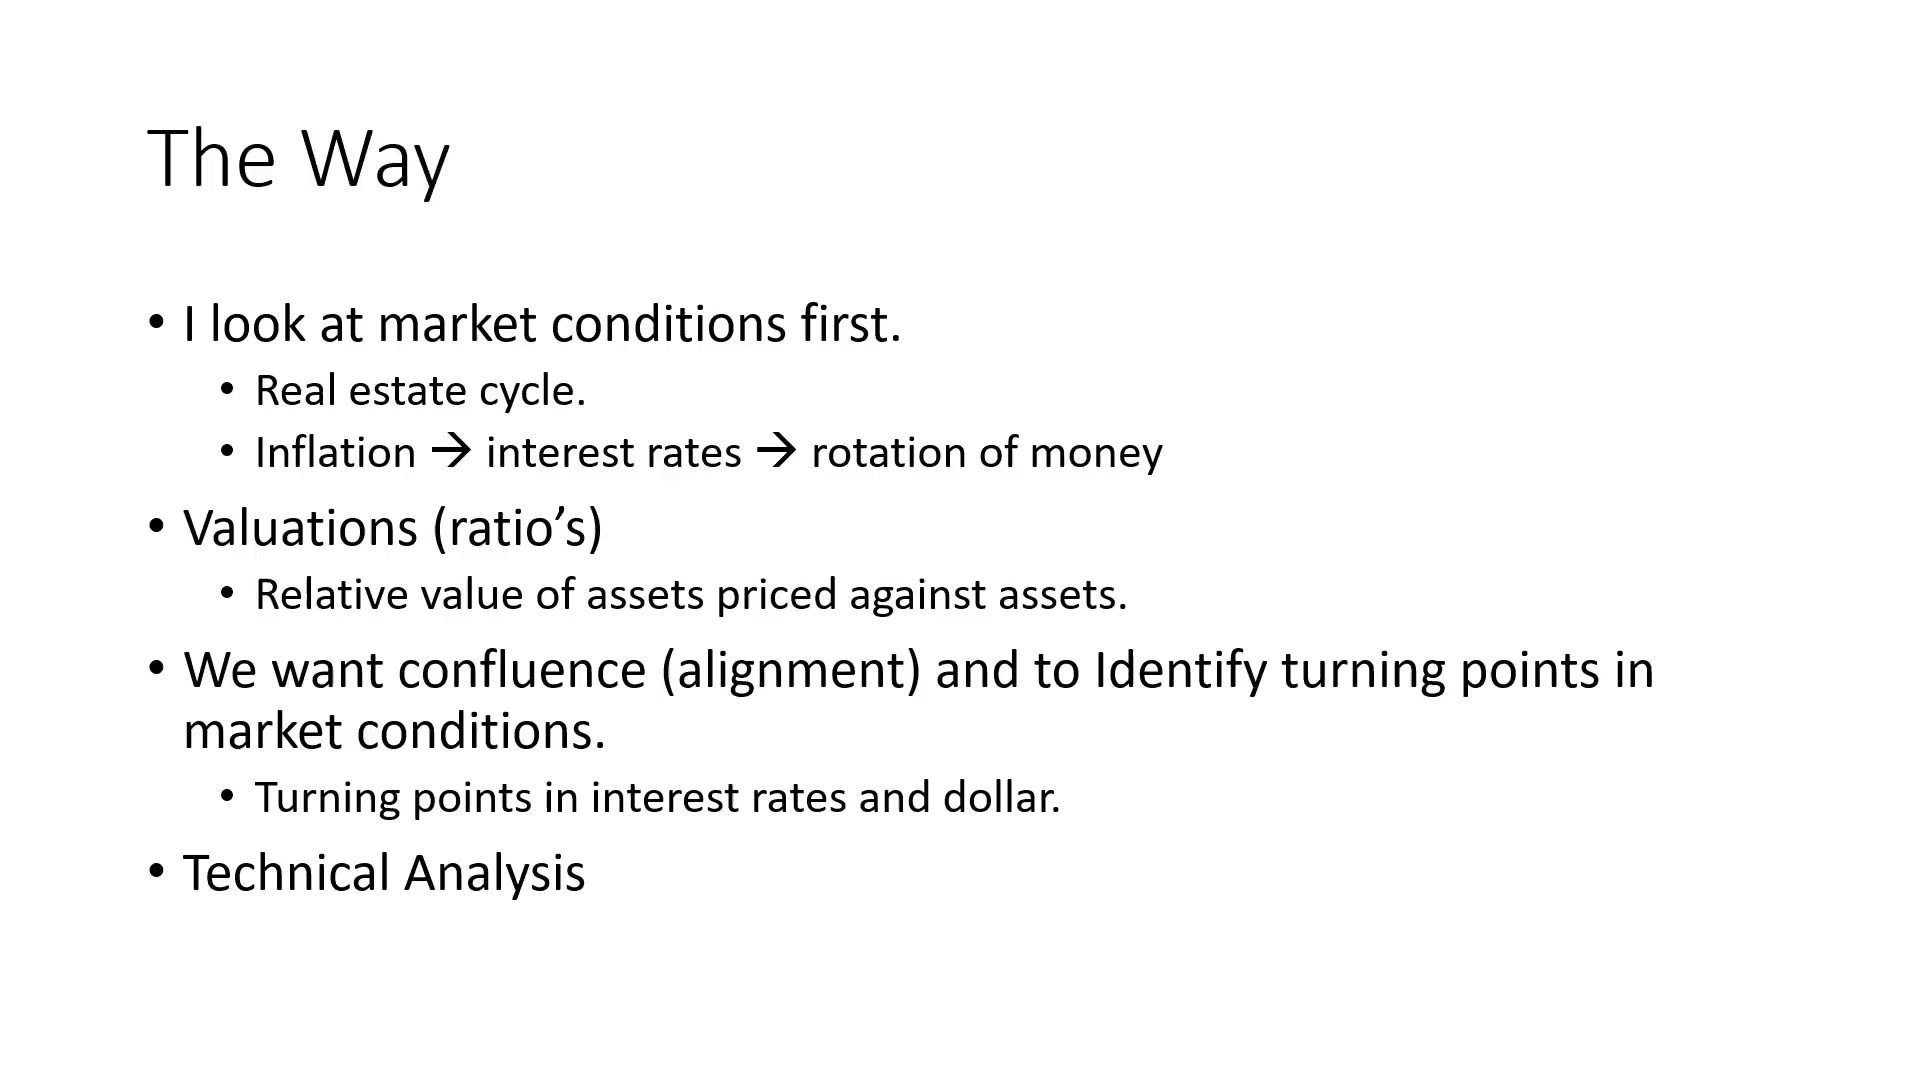 The Way
• I look at market conditions first.
• Real estate cycle.
• Inflation → interest rates → rotation of money
• Valuations (ratio’s)
• Relative value of assets priced against assets.
• We want confluence (alignment) and to Identify turning points in
market conditions.
• Turning points in interest rates and dollar.
• Technical Analysis